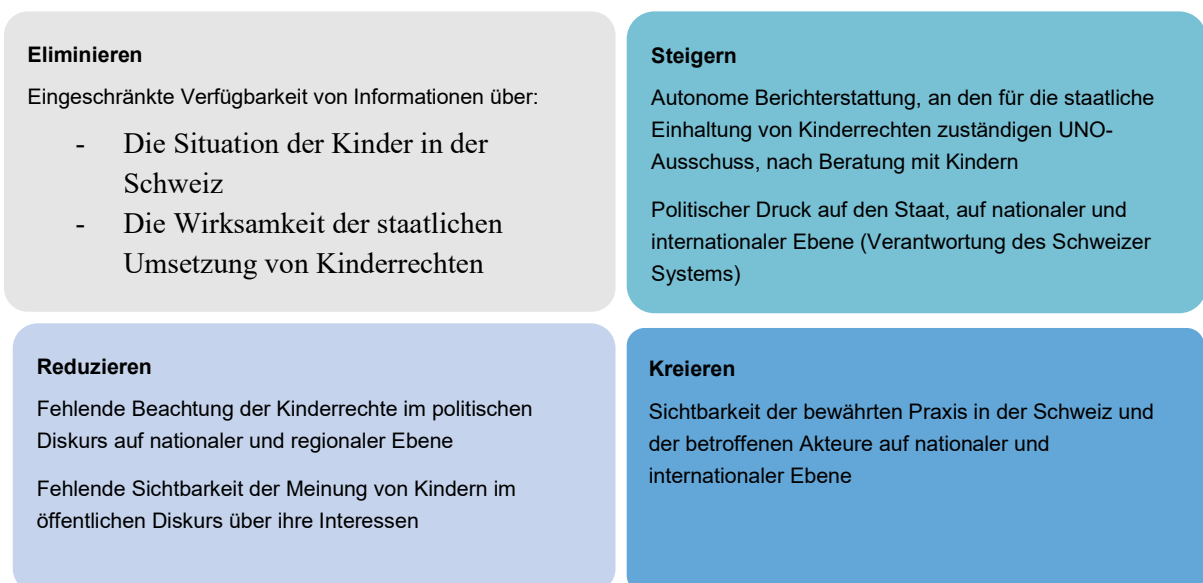 Eliminieren
Eingeschränkte Verfügbarkeit von Informationen über:
- Die Situation der Kinder in der
Schweiz
- Die Wirksamkeit der staatlichen
Umsetzung von Kinderrechten
Steigern
Autonome Berichterstattung, an den für die staatliche
Einhaltung von Kinderrechten zuständigen UNO-
Ausschuss, nach Beratung mit Kindern
Politischer Druck auf den Staat, auf nationaler und
internationaler Ebene (Verantwortung des Schweizer
Systems)
Reduzieren
Fehlende Beachtung der Kinderrechte im politischen
Diskurs auf nationaler und regionaler Ebene
Fehlende Sichtbarkeit der Meinung von Kindern im
öffentlichen Diskurs über ihre Interessen
Kreieren
Sichtbarkeit der bewährten Praxis in der Schweiz und
der betroffenen Akteure auf nationaler und
internationaler Ebene